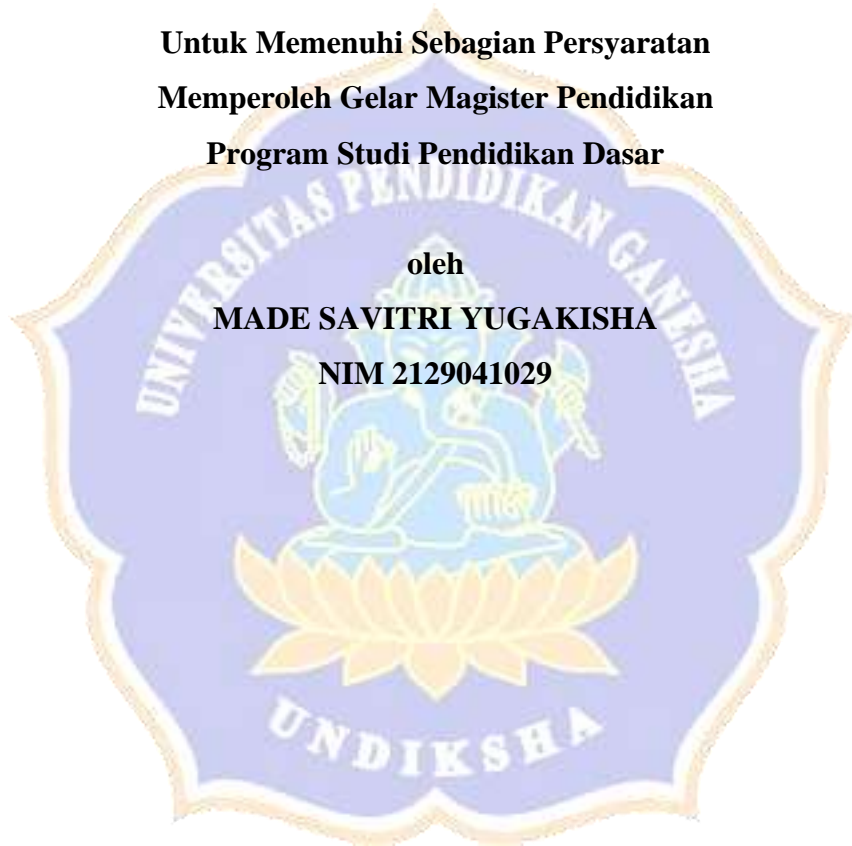 Untuk Memenuhi Sebagian Persyaratan
Memperoleh Gelar Magister Pendidikan
Program Studi Pendidikan Dasar
UNIVERSITAS PENDIDIKAN GANESHA
oleh
MADE SAVITRI YUGAKISHA
NIM 2129041029
UNDIKSHA